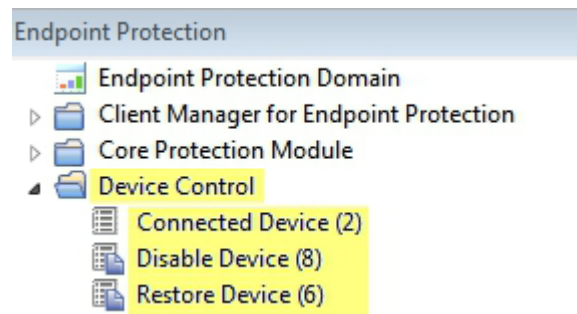 Endpoint Protection
Endpoint Protection Domain
Client Manager for Endpoint Protection
Core Protection Module
Device Control
Connected Device (2)
Disable Device (8)
Restore Device (6)